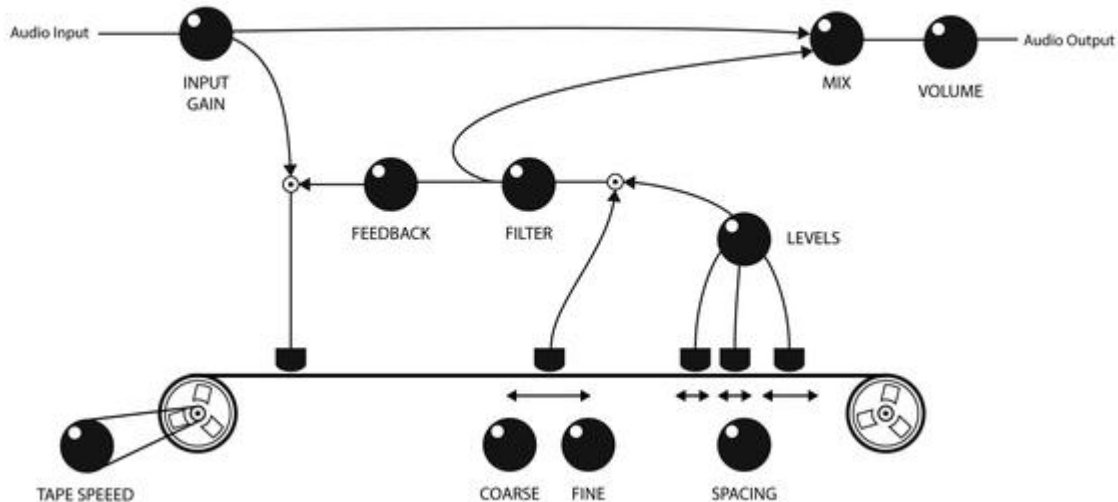 Audio Input
Audio Output
INPUT
GAIN
MIX
VOLUME
FEEDBACK
FILTER
LEVELS
TAPE SPEEED
COARSE
FINE
SPACING